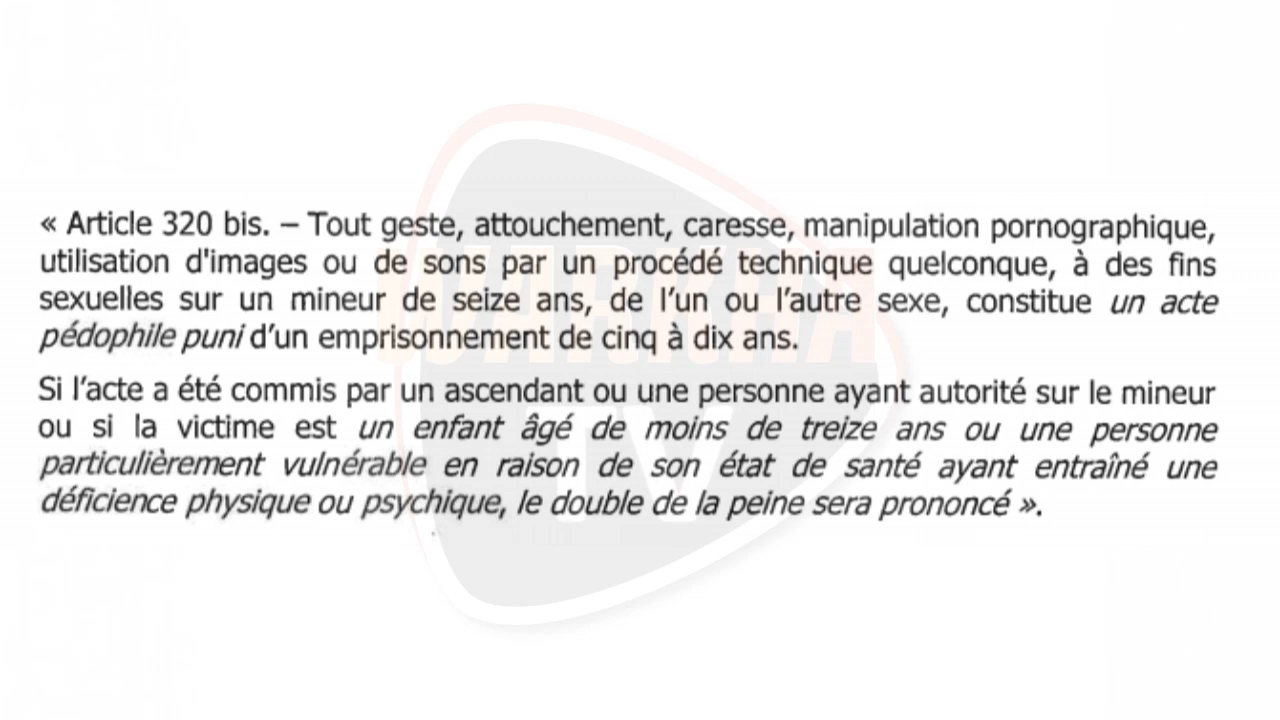 « Article 320 bis. – Tout geste, attouchement, caresse, manipulation pornographique,
utilisation d'images ou de sons par un procédé technique quelconque, à des fins
sexuelles sur un mineur de seize ans, de l'un ou l'autre sexe, constitue un acte
pédophile puni d'un emprisonnement de cinq à dix ans.
Si l'acte a été commis par un ascendant ou une personne ayant autorité sur le mineur
ou si la victime est un enfant âgé de moins de treize ans ou une personne
particulièrement vulnérable en raison de son état de santé ayant entraîné une
déficience physique ou psychique, le double de la peine sera prononcé ».
WARKHA
TV